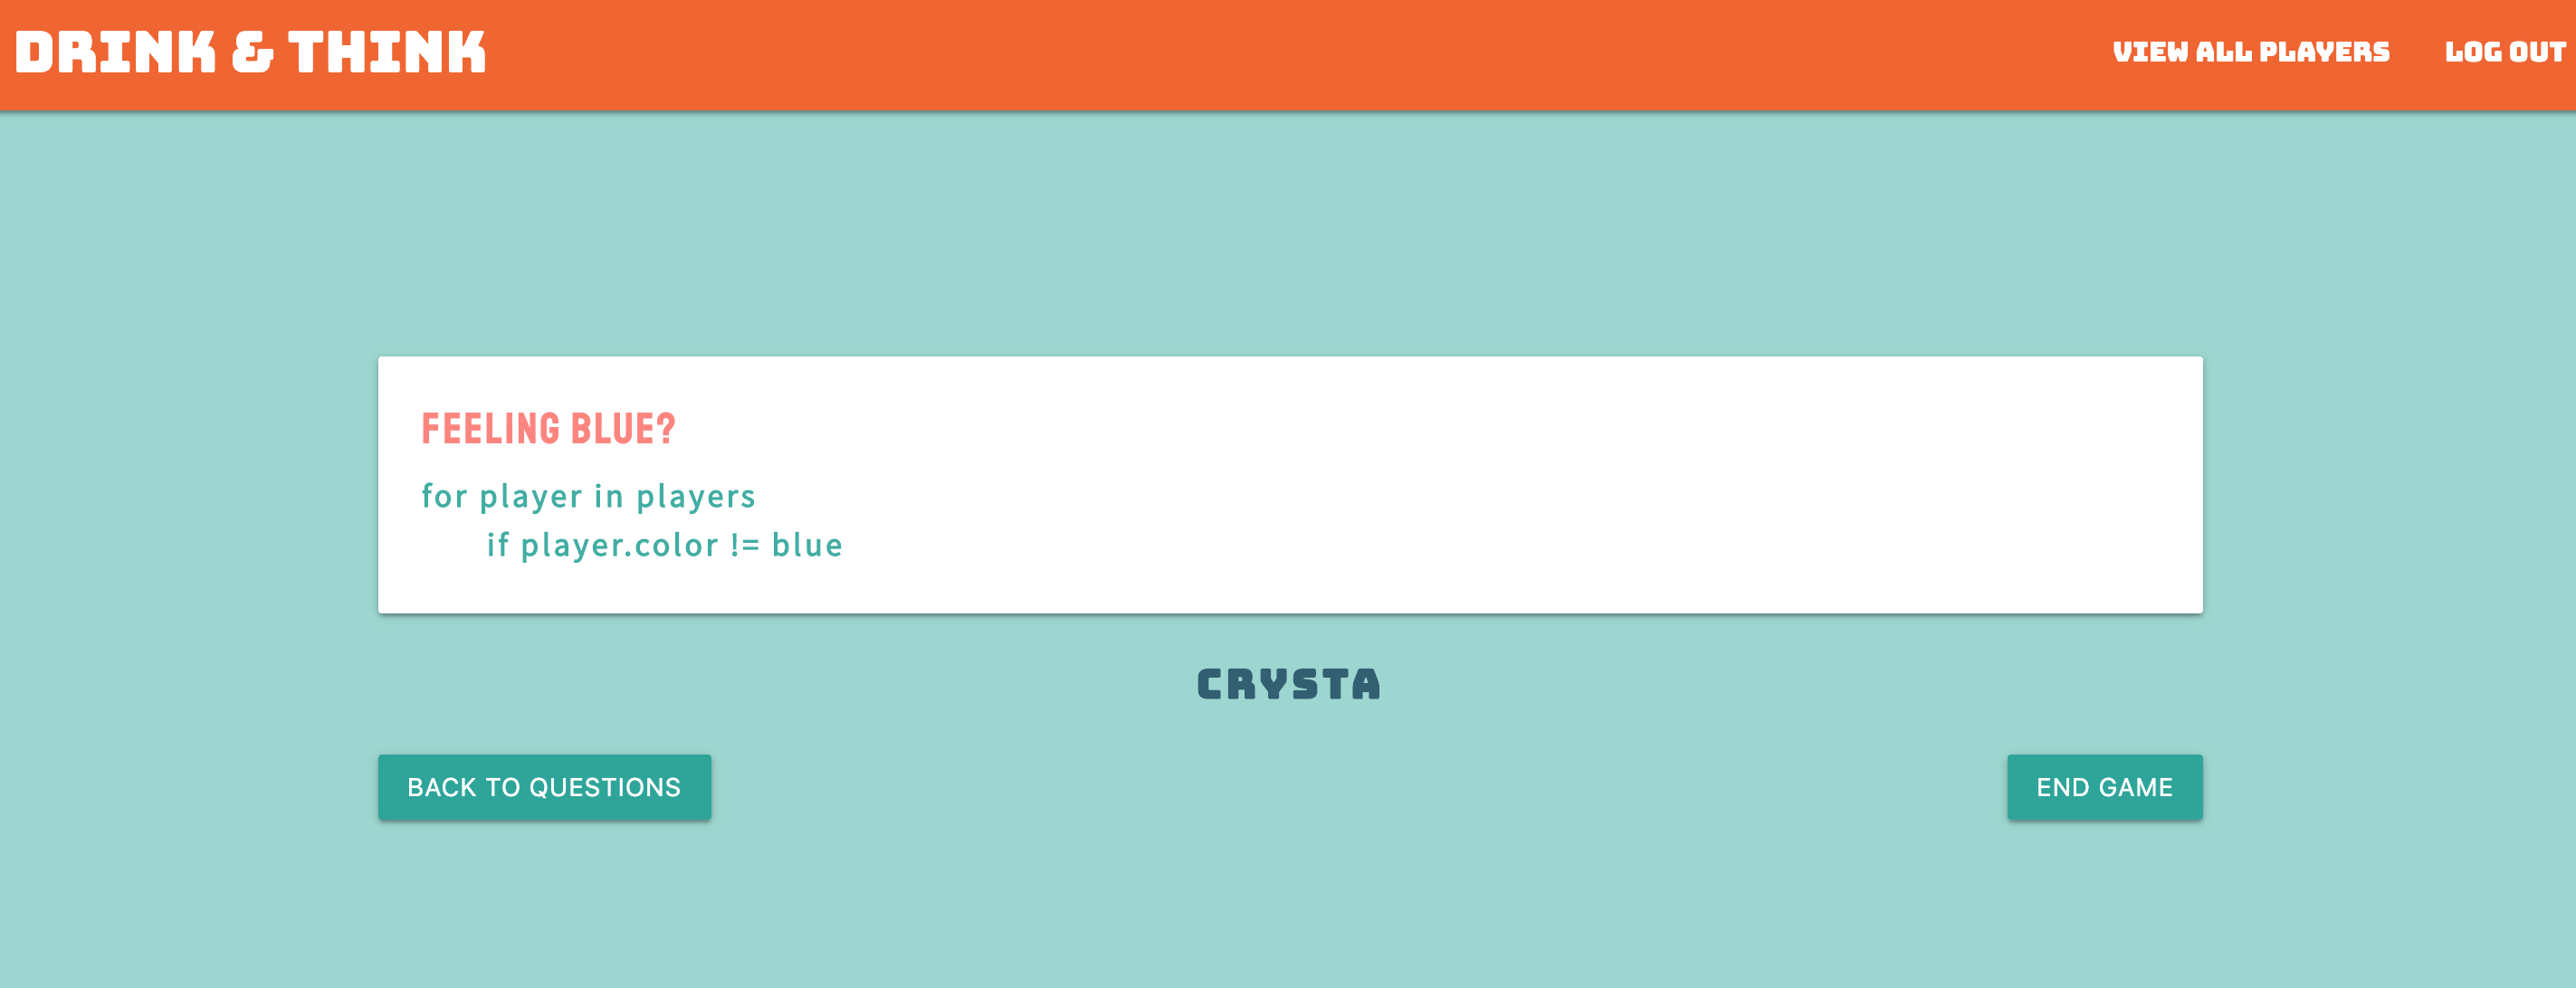 DRINK & THINK
VIEW ALL PLAYERS LOG OUT
FEELING BLUE?
for player in players
if player.color != blue
CRYSTA
BACK TO QUESTIONS
END GAME